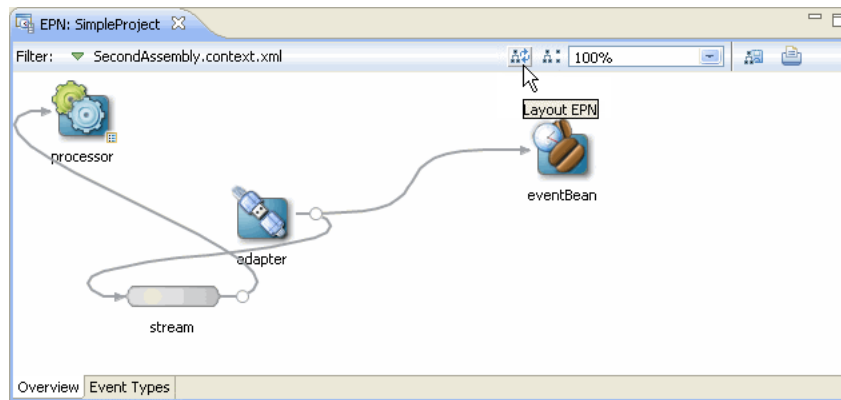 EPN: SimpleProject
Filter: SecondAssembly.context.xml 100%
Layout EPN
processor
eventBean
adapter
stream
Overview Event Types